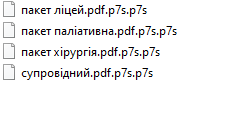 пакет ліцей.pdf.p7s.p7s
пакет паліативна.pdf.p7s.p7s
пакет хірургія.pdf.p7s.p7s
супровідний.pdf.p7s.p7s